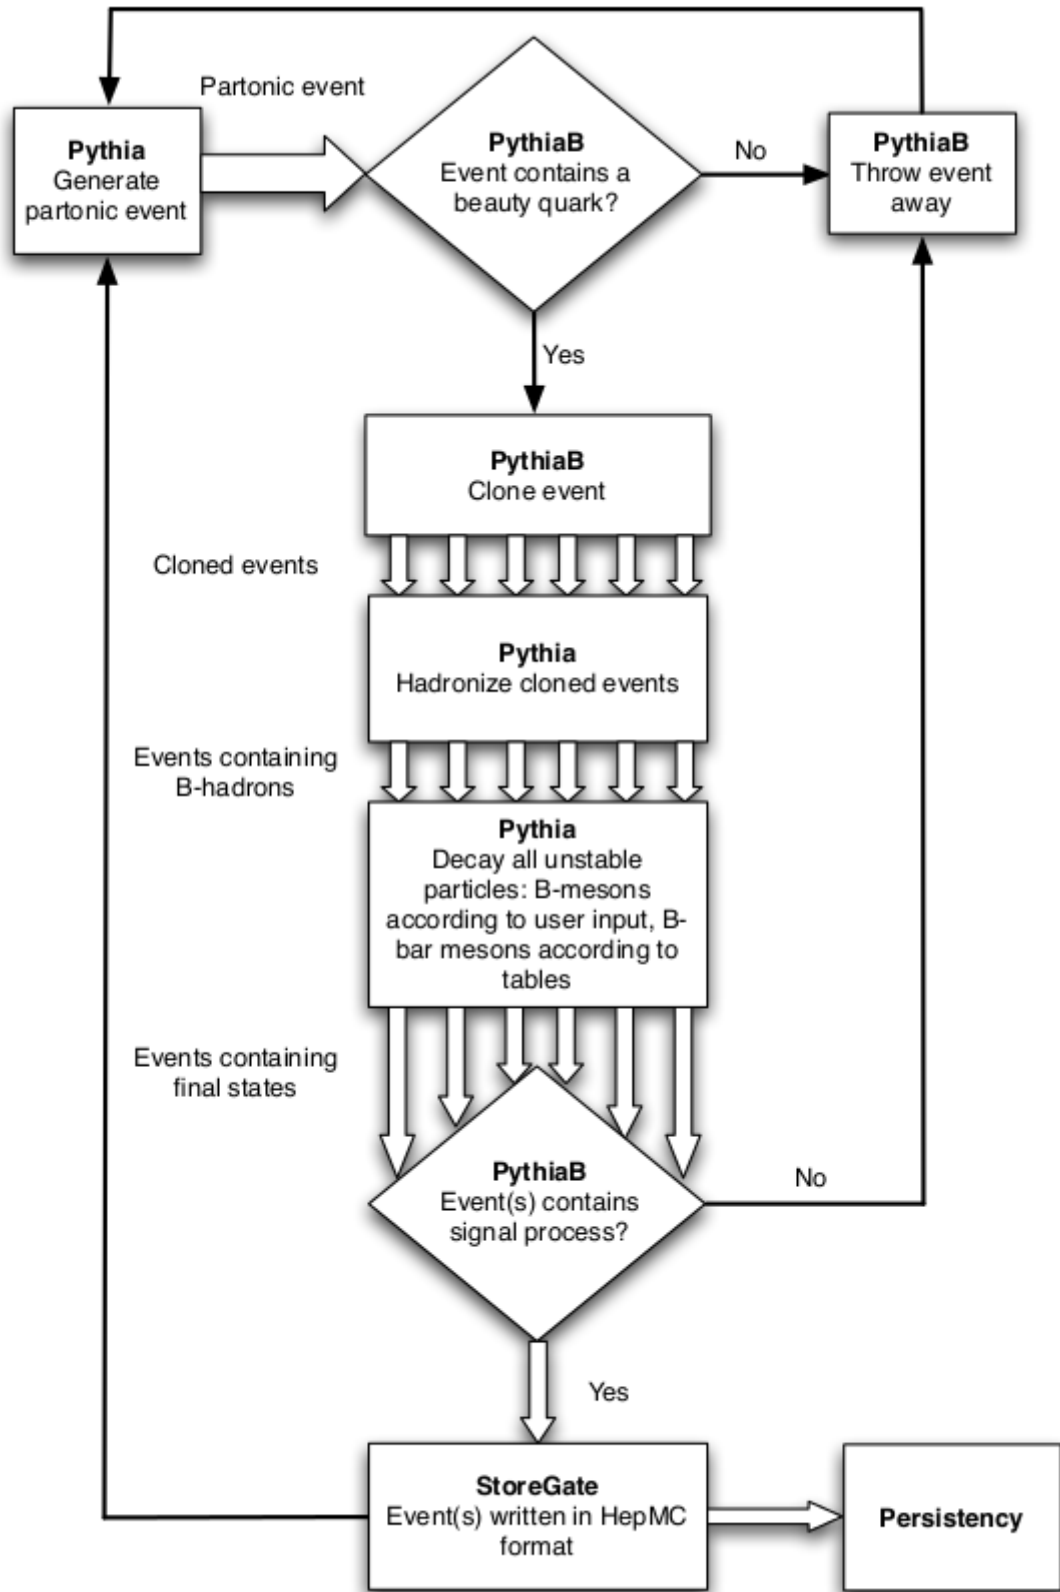 Partonic event
Pythia
Generate
partonic event
PythiaB
Event contains a
beauty quark?
No
PythiaB
Throw event
away
Yes
PythiaB
Clone event
Cloned events
Pythia
Hadronize cloned events
Events containing
B-hadrons
Pythia
Decay all unstable
particles: B-mesons
according to user input, B-
bar mesons according to
tables
Events containing
final states
PythiaB
Event(s) contains
signal process?
No
Yes
StoreGate
Event(s) written in HepMC
format
Persistency